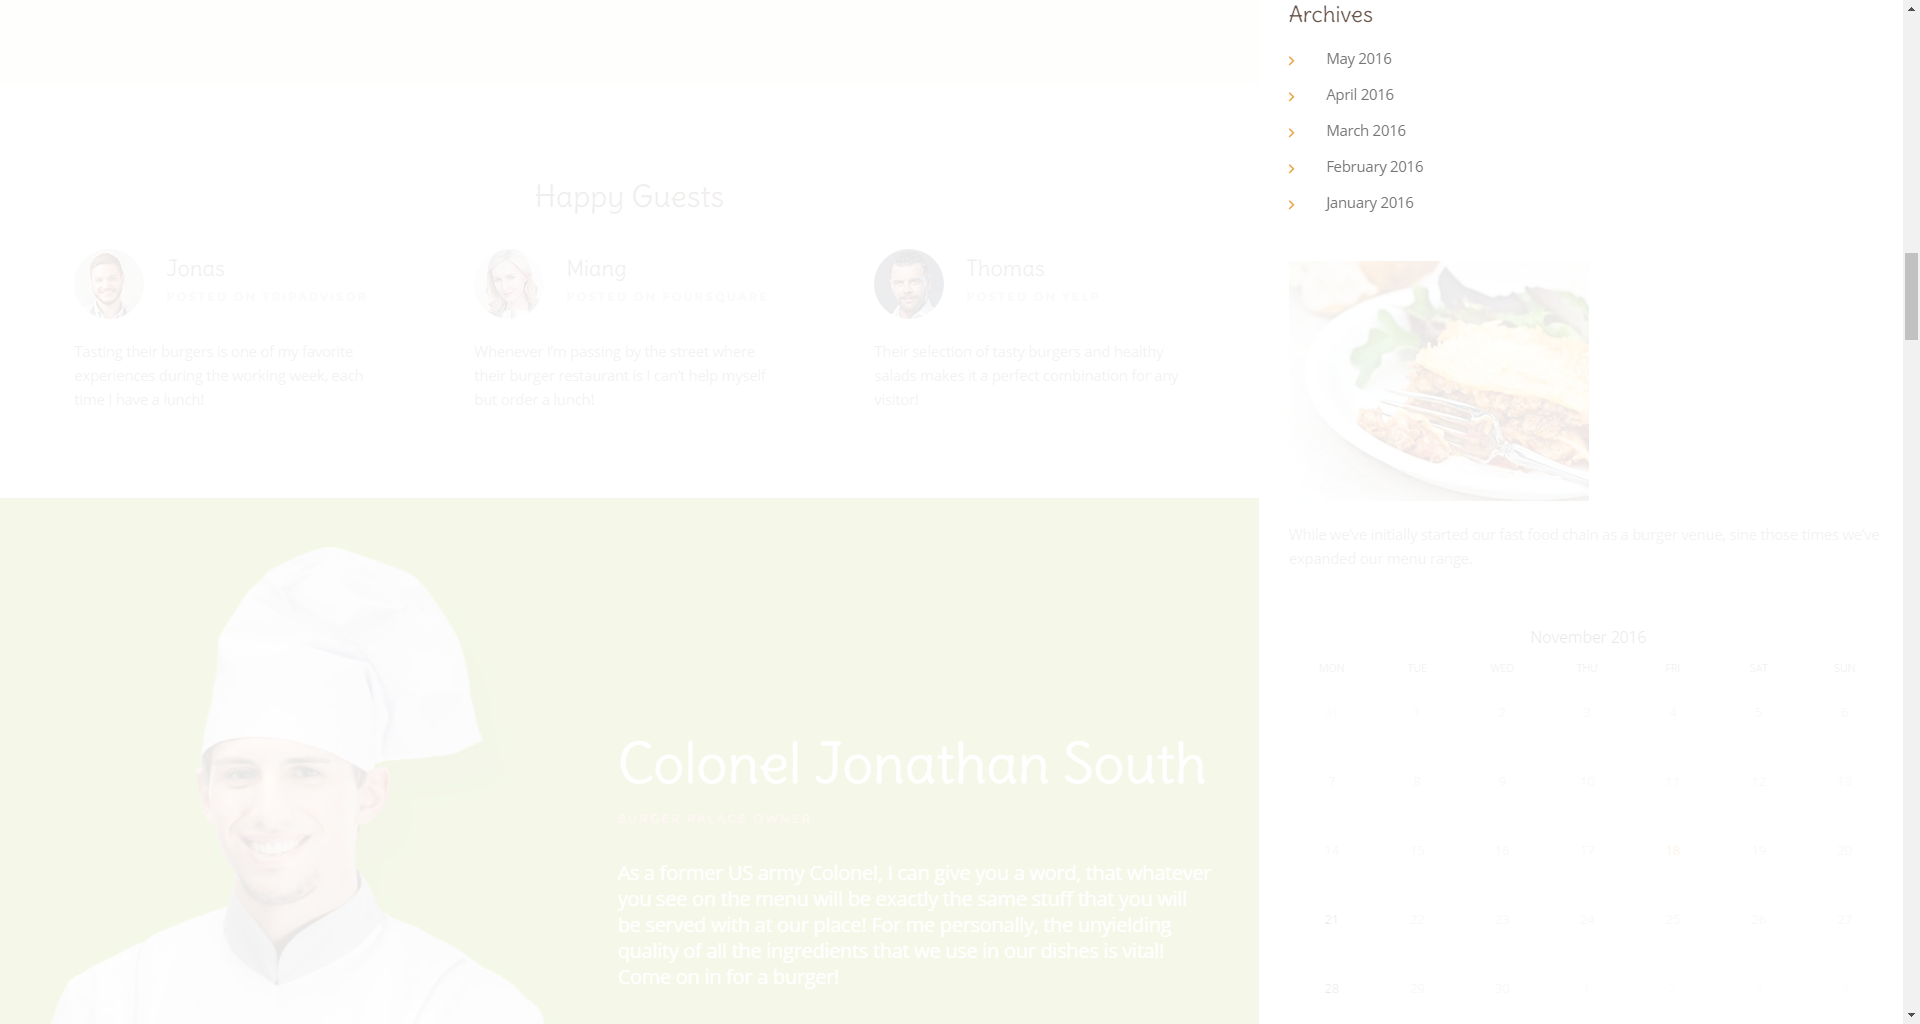 Archives
May 2016
April 2016
March 2016
February 2016
January 2016
Happy Guests
Jonas
POSTED ON TRIPADVISOR
Tasting their burgers is one of my favorite
experiences during the working week, each
time I have a lunch!
Miang
POSTED ON FOURSQUARE
Whenever I'm passing by the street where
their burger restaurant is I can't help myself
but order a lunch!
Thomas
POSTED ON YELP
Their selection of tasty burgers and healthy
salads makes it a perfect combination for any
visitor!
Colonel Jonathan South
BURGER PALACE OWNER
As a former US army Colonel, I can give you a word, that whatever
you see on the menu will be exactly the same stuff that you will
be served with at our place! For me personally, the unyielding
quality of all the ingredients that we use in our dishes is vital!
Come on in for a burger!
While we've initially started our fast food chain as a burger venue, sine those times we've
expanded our menu range.
November 2016
MON TUE WED THU FRI SAT SUN
31 1 2 3 4 5 6
7 8 9 10 11 12 13
14 15 16 17 18 19 20
21 22 23 24 25 26 27
28 29 30